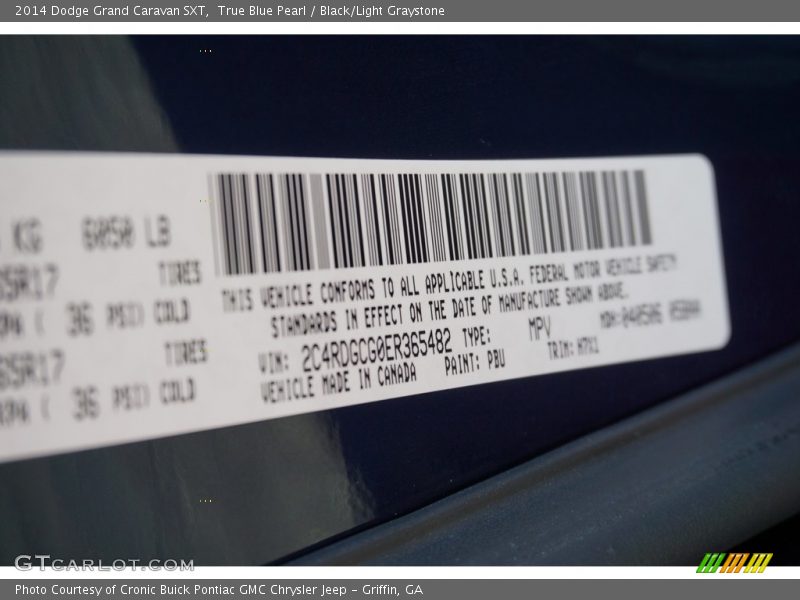 2014 Dodge Grand Caravan SXT,  True Blue Pearl / Black/Light Graystone
KG 6050 LB
TIRES
36 PSI) COLD
TIRES
36 PSI) COLD
THIS VEHICLE CONFORMS TO ALL APPLICABLE U.S.A. FEDERAL MOTOR VEHICLE SAFETY
STANDARDS IN EFFECT ON THE DATE OF MANUFACTURE SHOWN ABOVE.
VIN: 2C4RDGCG0ER365482 TYPE: MPV
VEHICLE MADE IN CANADA PAINT: PBU TRIM:
GTcarlot.com
Photo Courtesy of Cronic Buick Pontiac GMC Chrysler Jeep - Griffin, GA